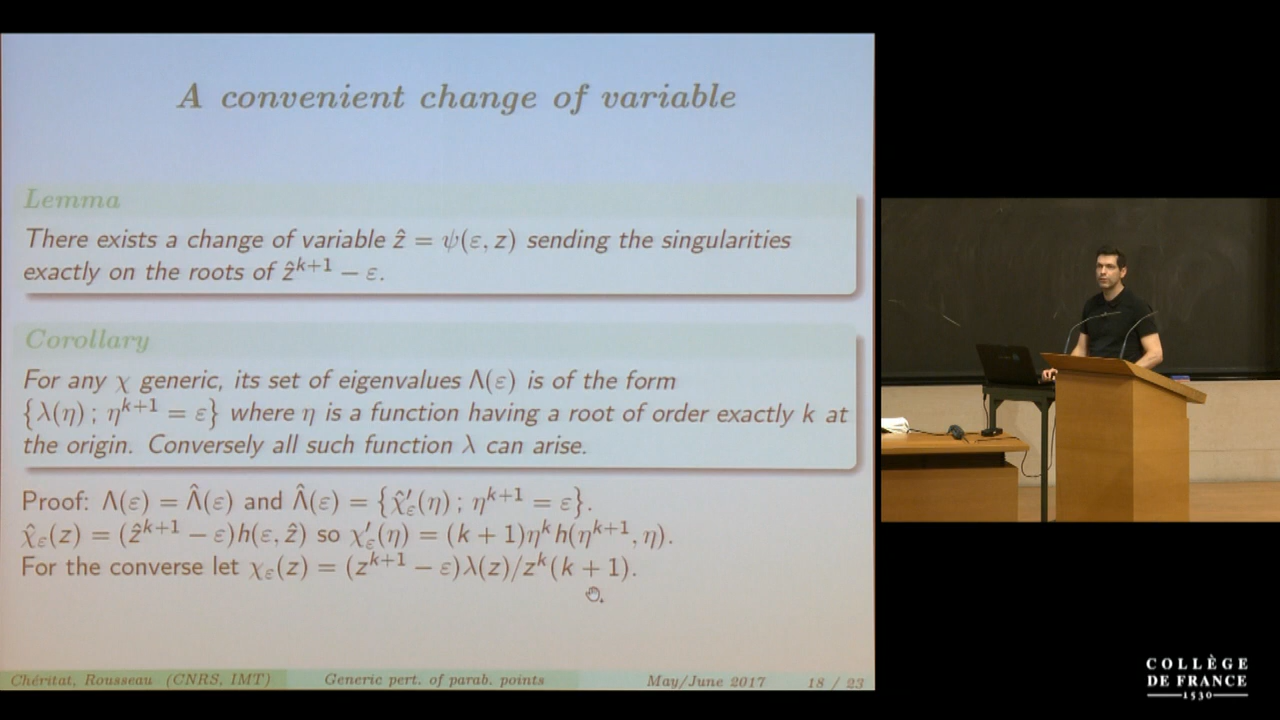 A convenient change of variable
Lemma
There exists a change of variable ẑ = ψ(ε, z) sending the singularities
exactly on the roots of ẑ^{k+1} − ε.
Corollary
For any χ generic, its set of eigenvalues Λ(ε) is of the form
{λ(η) ; η^{k+1} = ε} where η is a function having a root of order exactly k at
the origin. Conversely all such function λ can arise.
Proof: Λ(ε) = Λ̂(ε) and Λ̂(ε) = {χ̂′_ε(η) ; η^{k+1} = ε}.
χ̂_ε(z) = (ẑ^{k+1} − ε)h(ε, ẑ) so χ′_ε(η) = (k + 1)η^k h(η^{k+1}, η).
For the converse let χ_ε(z) = (z^{k+1} − ε)λ(z)/z^k(k + 1).
Chéritat, Rousseau (CNRS, IMT) Generic pert. of parab. points May/June 2017 18 / 23
COLLÈGE
DE FRANCE
1530